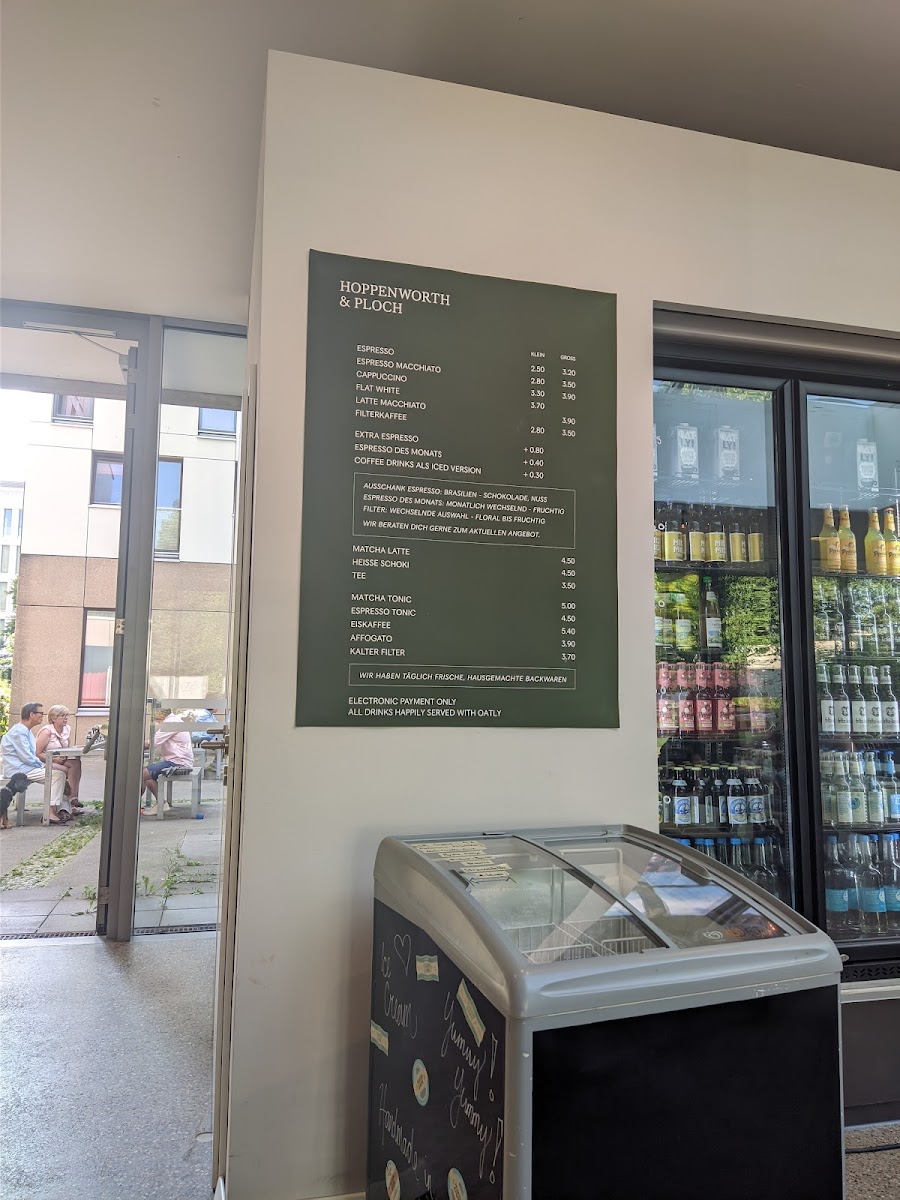 HOPPENWORTH
& PLOCH
KLEIN GROSS
ESPRESSO 2.50 3.20
ESPRESSO MACCHIATO 2.80 3.50
CAPPUCCINO 3.30 3.90
FLAT WHITE 3.70
LATTE MACCHIATO 3.90
FILTERKAFFEE 2.80 3.50
EXTRA ESPRESSO + 0.80
ESPRESSO DES MONATS + 0.40
COFFEE DRINKS ALS ICED VERSION + 0.30
AUSSCHANK ESPRESSO: BRASILIEN - SCHOKOLADE, NUSS
ESPRESSO DES MONATS: MONATLICH WECHSELND - FRUCHTIG
FILTER: WECHSELNDE AUSWAHL - FLORAL BIS FRUCHTIG
WIR BERATEN DICH GERNE ZUM AKTUELLEN ANGEBOT.
MATCHA LATTE 4.50
HEISSE SCHOKI 4.50
TEE 3.50
MATCHA TONIC 5.00
ESPRESSO TONIC 4.50
EISKAFFEE 5.40
AFFOGATO 3.90
KALTER FILTER 3.70
WIR HABEN TÄGLICH FRISCHE, HAUSGEMACHTE BACKWAREN
ELECTRONIC PAYMENT ONLY
ALL DRINKS HAPPILY SERVED WITH OATLY
Ice
Cream
Yummy!
Yummy!
Handmade in